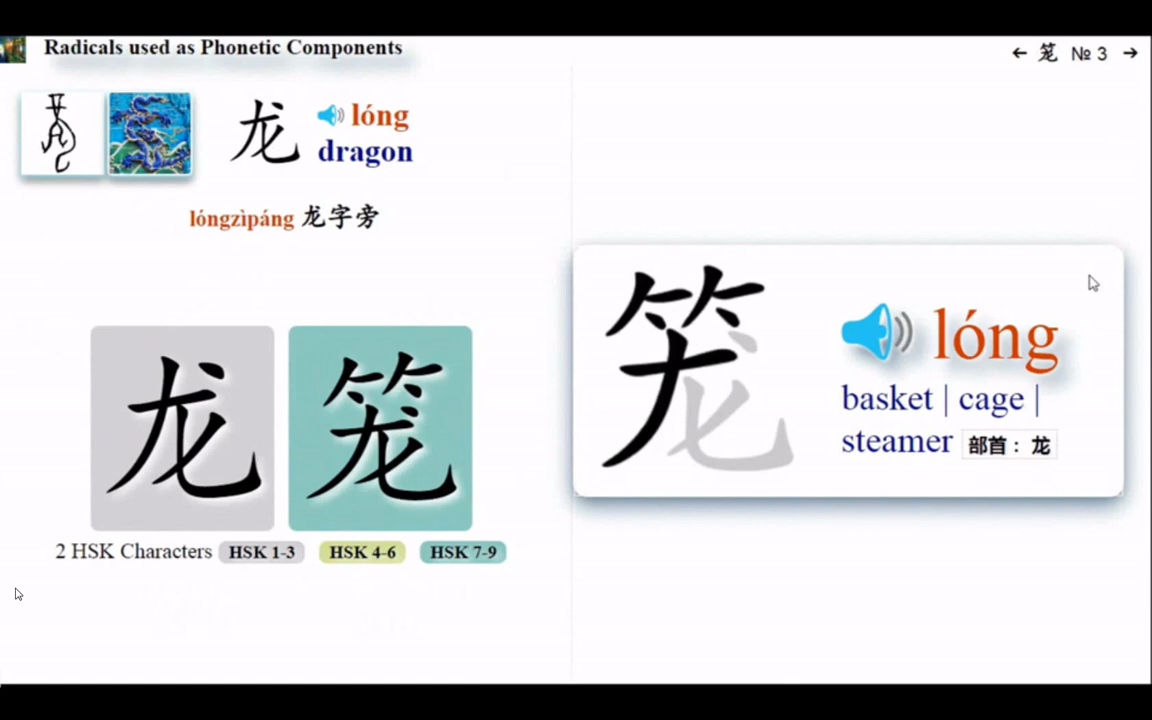 Radicals used as Phonetic Components
← 笼 № 3 →
龙 lóng
dragon
lóngzìpáng 龙字旁
龙 笼
2 HSK Characters HSK 1-3 HSK 4-6 HSK 7-9
笼 lóng
basket | cage |
steamer 部首： 龙